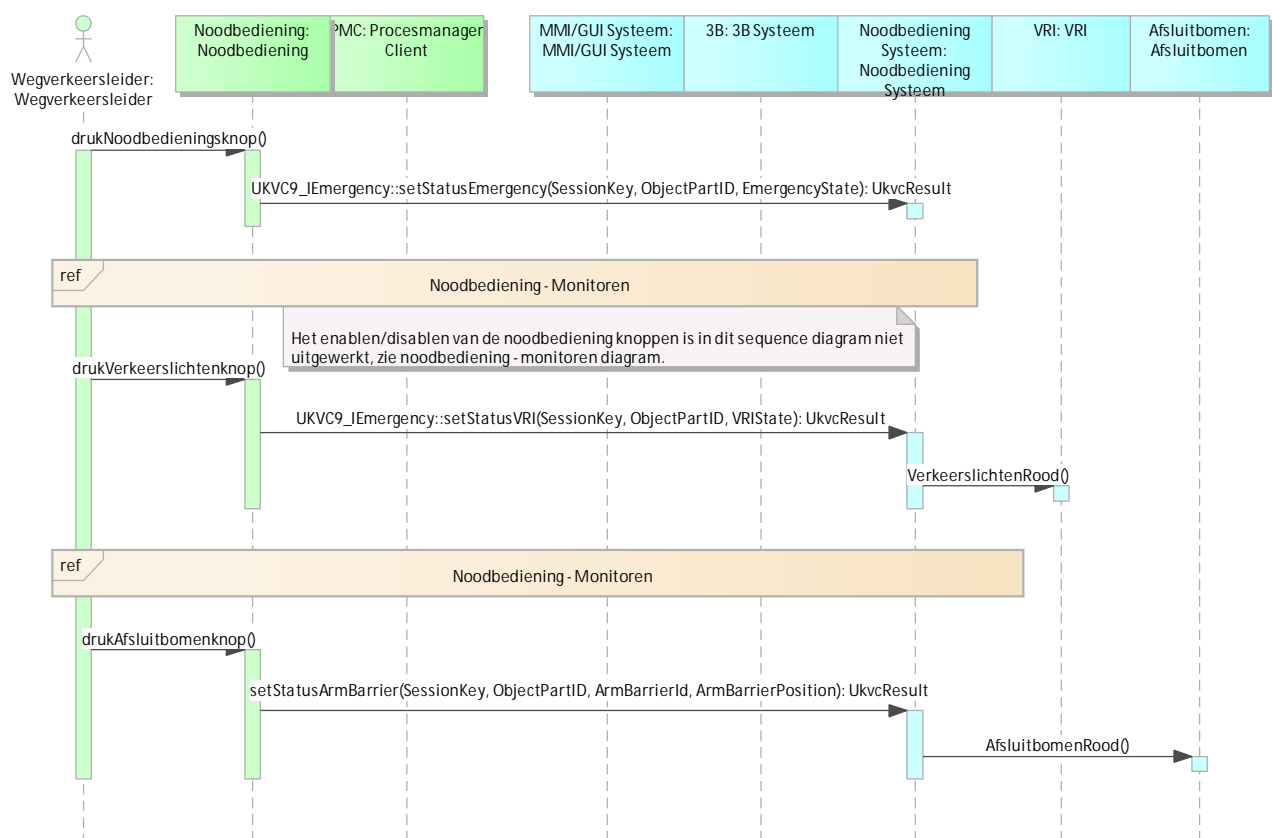 Noodbediening:
Noodbediening
PMC: Procesmanager
Client
MMI/GUI Systeem:
MMI/GUI Systeem
3B: 3B Systeem
Noodbediening
Systeem:
Noodbediening
Systeem
VRI: VRI
Afsluitbomen:
Afsluitbomen
Wegverkeersleider:
Wegverkeersleider
drukNoodbedieningsknop()
UKVC9_IEmergency::setStatusEmergency(SessionKey, ObjectPartID, EmergencyState): UkvcResult
ref
Noodbediening - Monitoren
Het enablen/disablen van de noodbediening knoppen is in dit sequence diagram niet
uitgewerkt, zie noodbediening - monitoren diagram.
drukVerkeerslichtenknop()
UKVC9_IEmergency::setStatusVRI(SessionKey, ObjectPartID, VRIState): UkvcResult
VerkeerslichtenRood()
ref
Noodbediening - Monitoren
drukAfsluitbomenknop()
setStatusArmBarrier(SessionKey, ObjectPartID, ArmBarrierId, ArmBarrierPosition): UkvcResult
AfsluitbomenRood()